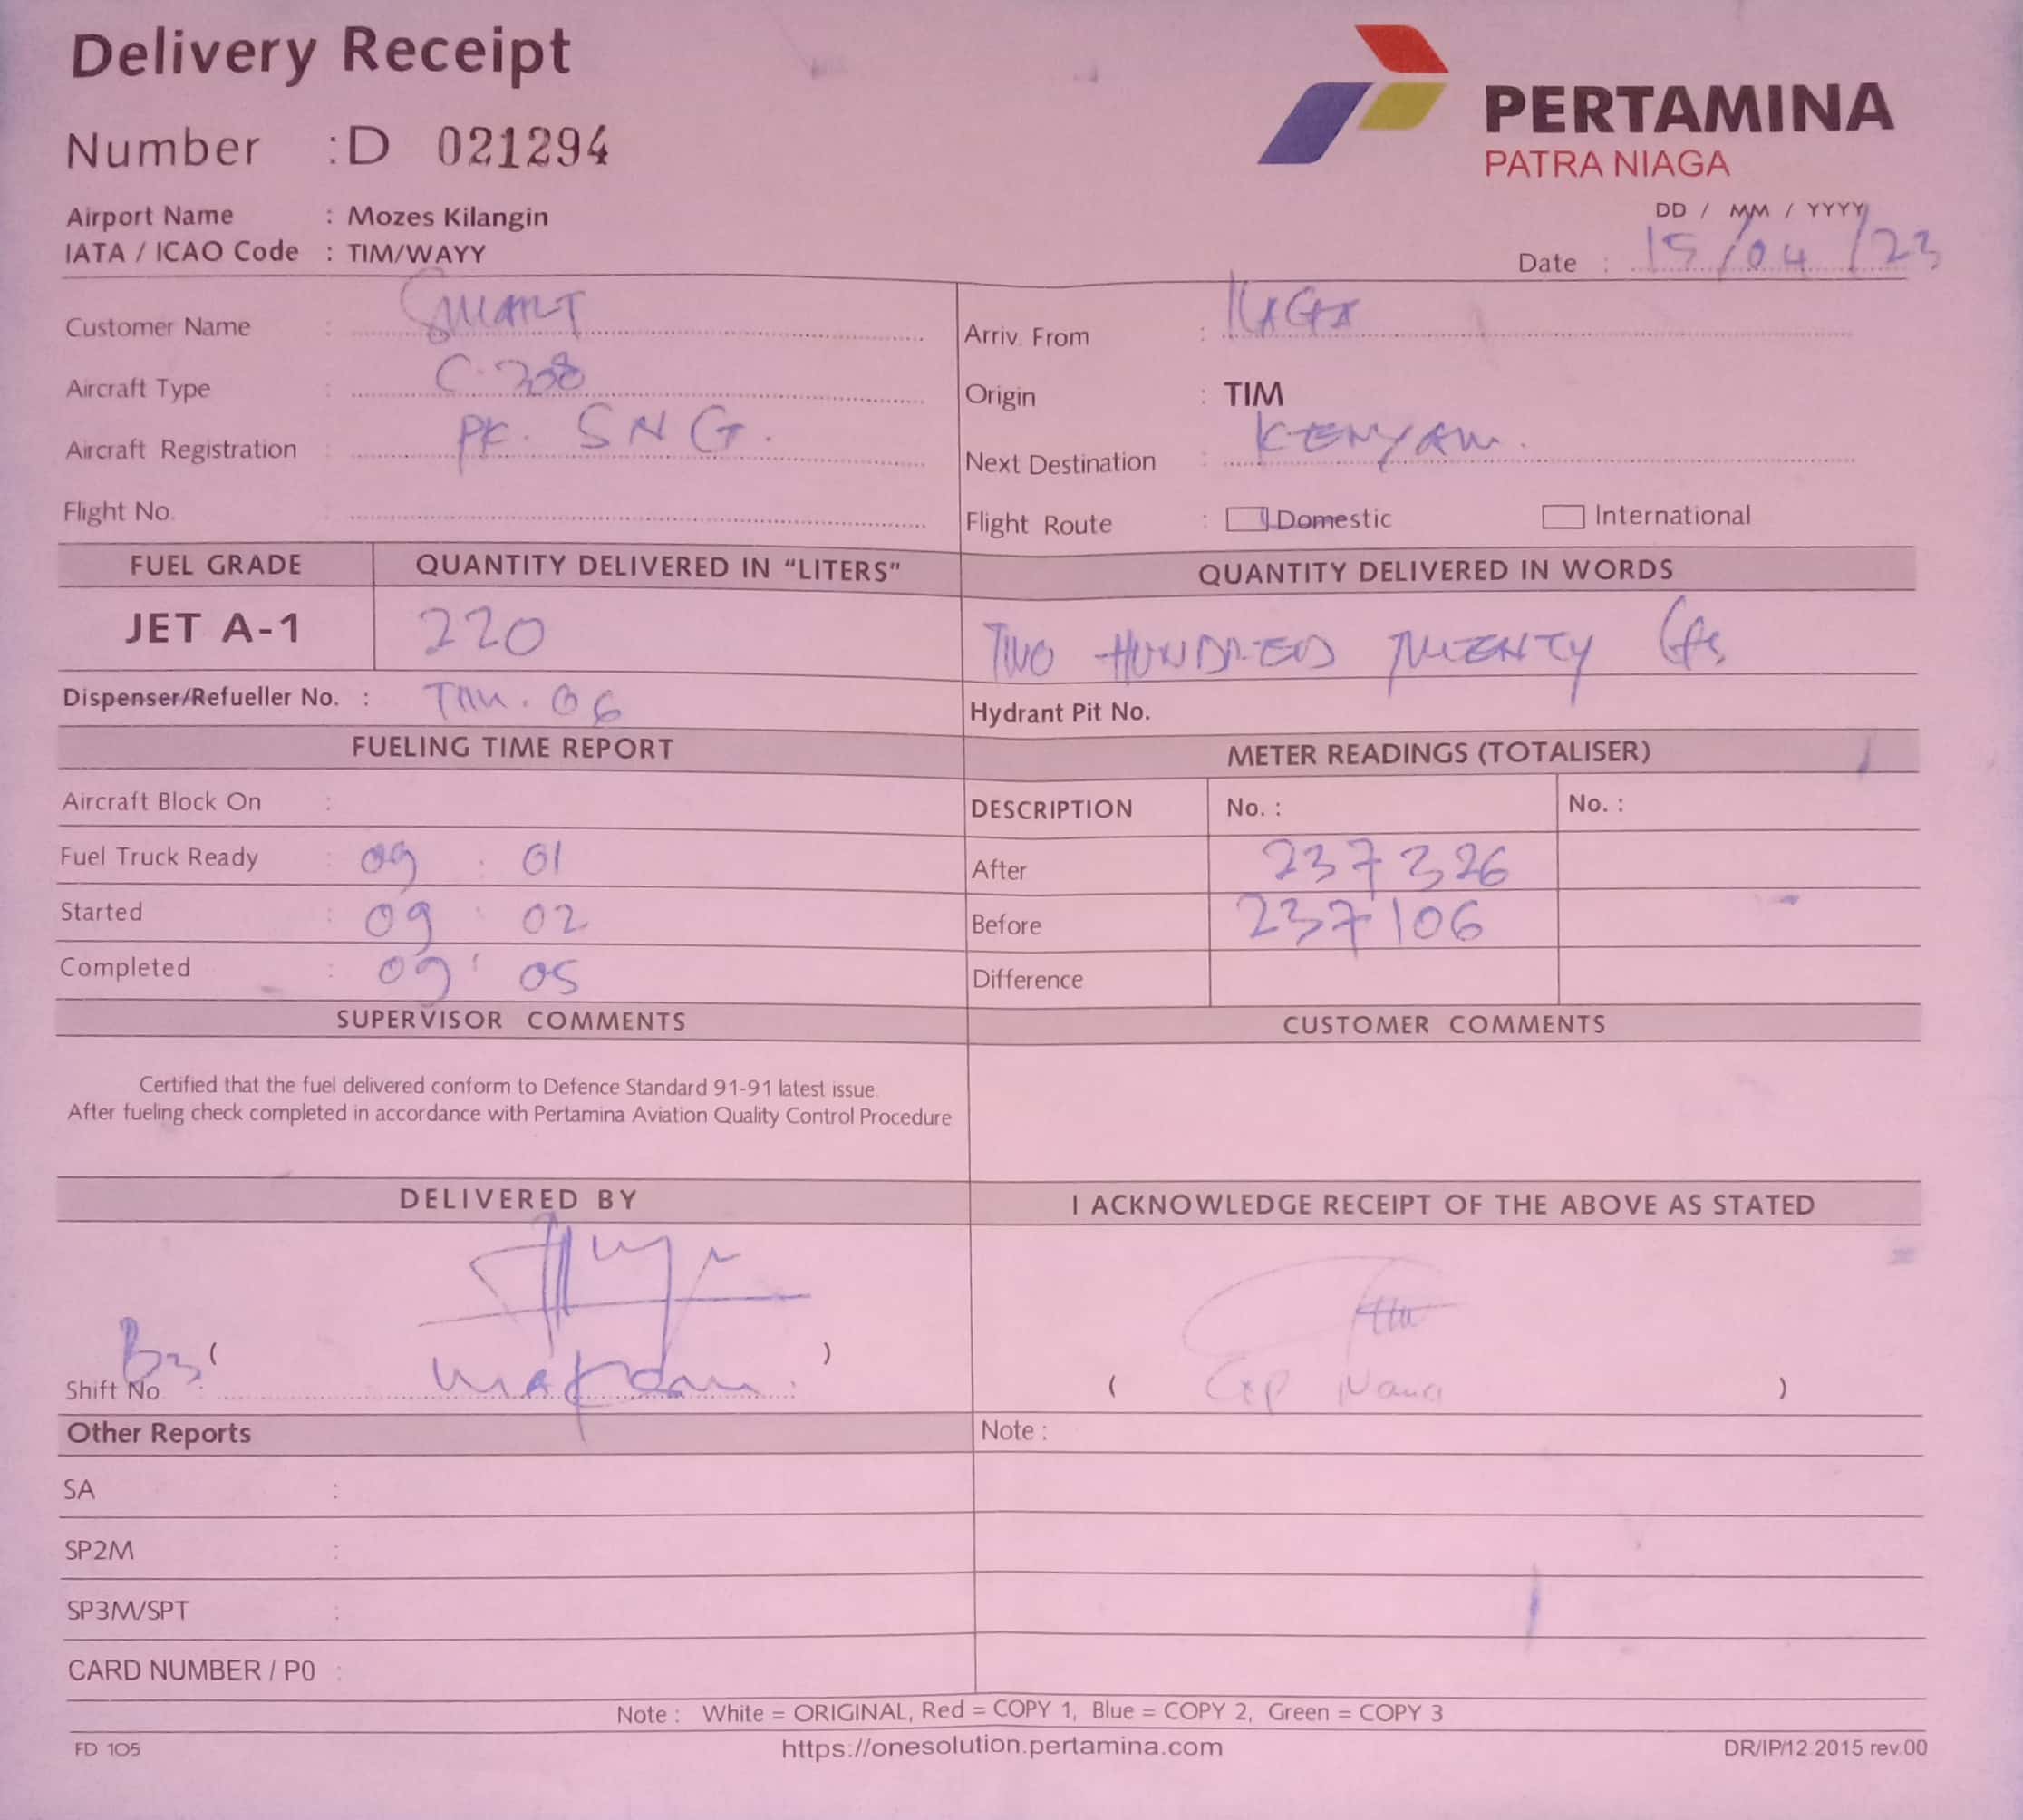 Delivery Receipt
Number : D 021294
PERTAMINA
PATRA NIAGA
Airport Name : Mozes Kilangin
IATA / ICAO Code : TIM/WAYY
DD / MM / YYYY
Date : 15/04/23
Customer Name : SMART
Arriv. From :
Aircraft Type : C. 208
Origin : TIM
Aircraft Registration : PK. SNG.
Next Destination : KENYAM.
Flight No.
Flight Route : Domestic International
FUEL GRADE QUANTITY DELIVERED IN “LITERS” QUANTITY DELIVERED IN WORDS
JET A-1 220 TWO HUNDRED TWENTY
Dispenser/Refueller No. : TIM. 06
Hydrant Pit No.
FUELING TIME REPORT METER READINGS (TOTALISER)
Aircraft Block On :
DESCRIPTION No. : No. :
Fuel Truck Ready : 09 : 01
After 237326
Started : 09 : 02
Before 237106
Completed : 09 : 05
Difference
SUPERVISOR COMMENTS CUSTOMER COMMENTS
Certified that the fuel delivered conform to Defence Standard 91-91 latest issue.
After fueling check completed in accordance with Pertamina Aviation Quality Control Procedure
DELIVERED BY I ACKNOWLEDGE RECEIPT OF THE ABOVE AS STATED
Shift No. : B3 ( ) ( )
Other Reports Note :
SA :
SP2M :
SP3M/SPT :
CARD NUMBER / P0 :
Note : White = ORIGINAL, Red = COPY 1, Blue = COPY 2, Green = COPY 3
FD 105 https://onesolution.pertamina.com DR/IP/12 2015 rev.00